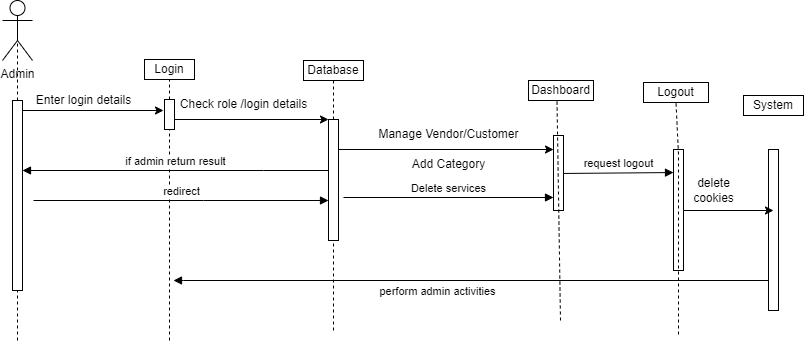 Admin
Login
Database
Dashboard
Logout
System
Enter login details
Check role /login details
Manage Vendor/Customer
if admin return result
Add Category
request logout
redirect
Delete services
delete
cookies
perform admin activities